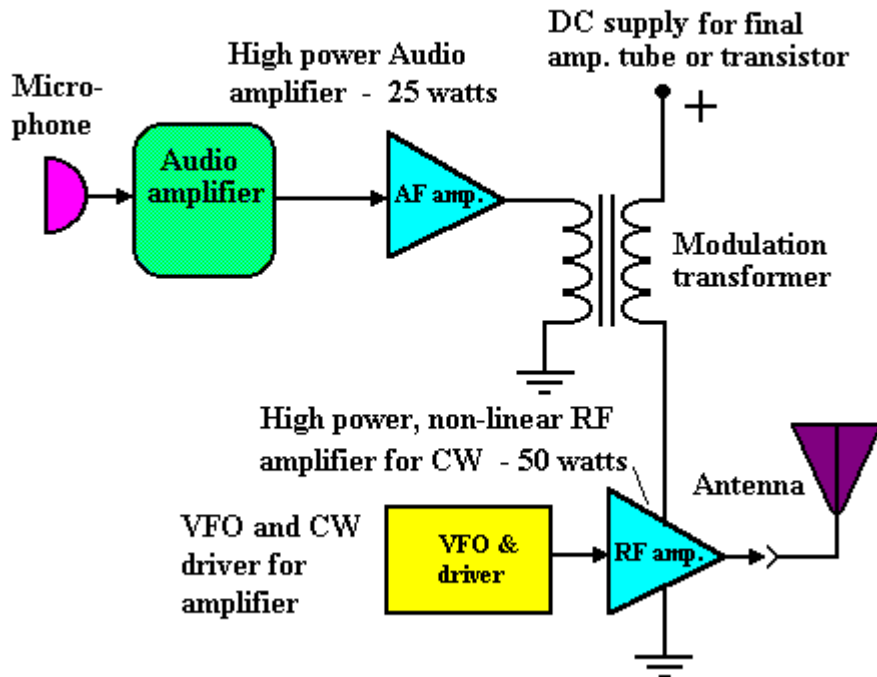 DC supply for final
amp. tube or transistor
+
High power Audio
amplifier - 25 watts
Micro-
phone
Audio
amplifier
AF amp.
Modulation
transformer
High power, non-linear RF
amplifier for CW - 50 watts
Antenna
VFO and CW
driver for
amplifier
VFO &
driver
RF amp.